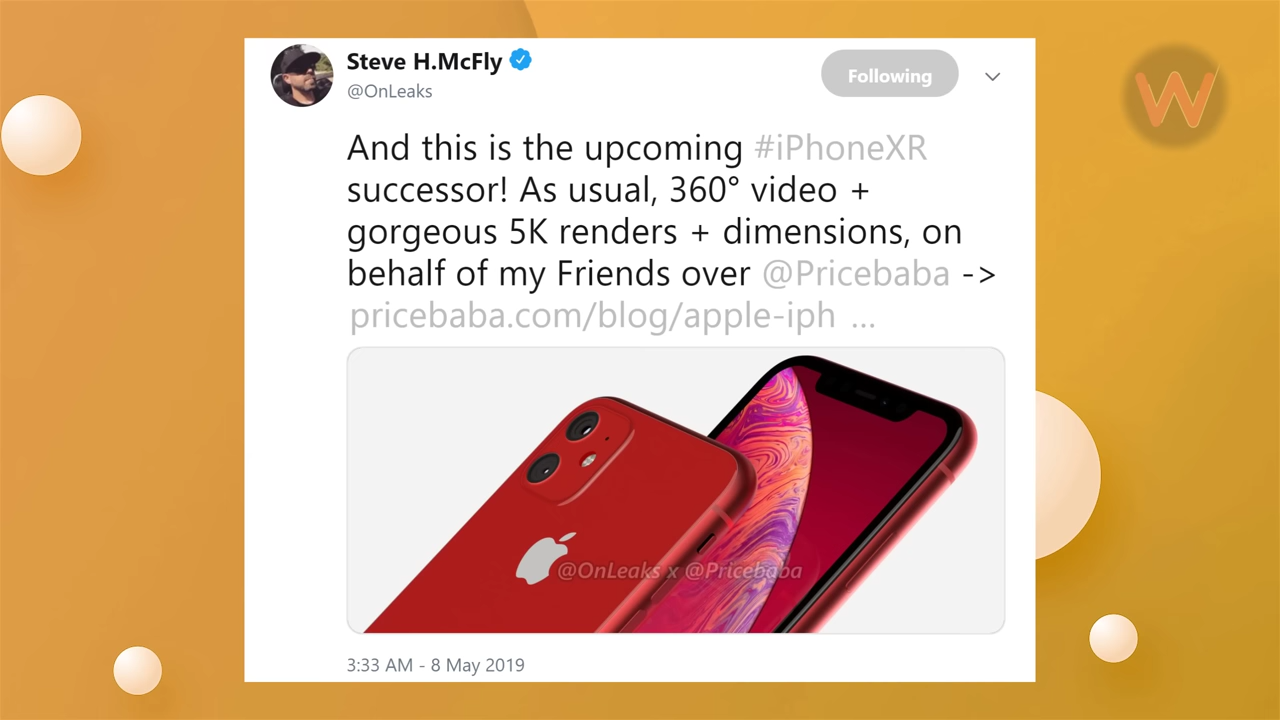 Steve H.McFly
@OnLeaks
Following
W
And this is the upcoming #iPhoneXR
successor! As usual, 360° video +
gorgeous 5K renders + dimensions, on
behalf of my Friends over @Pricebaba ->
pricebaba.com/blog/apple-iph ...
@OnLeaks x @Pricebaba
3:33 AM - 8 May 2019